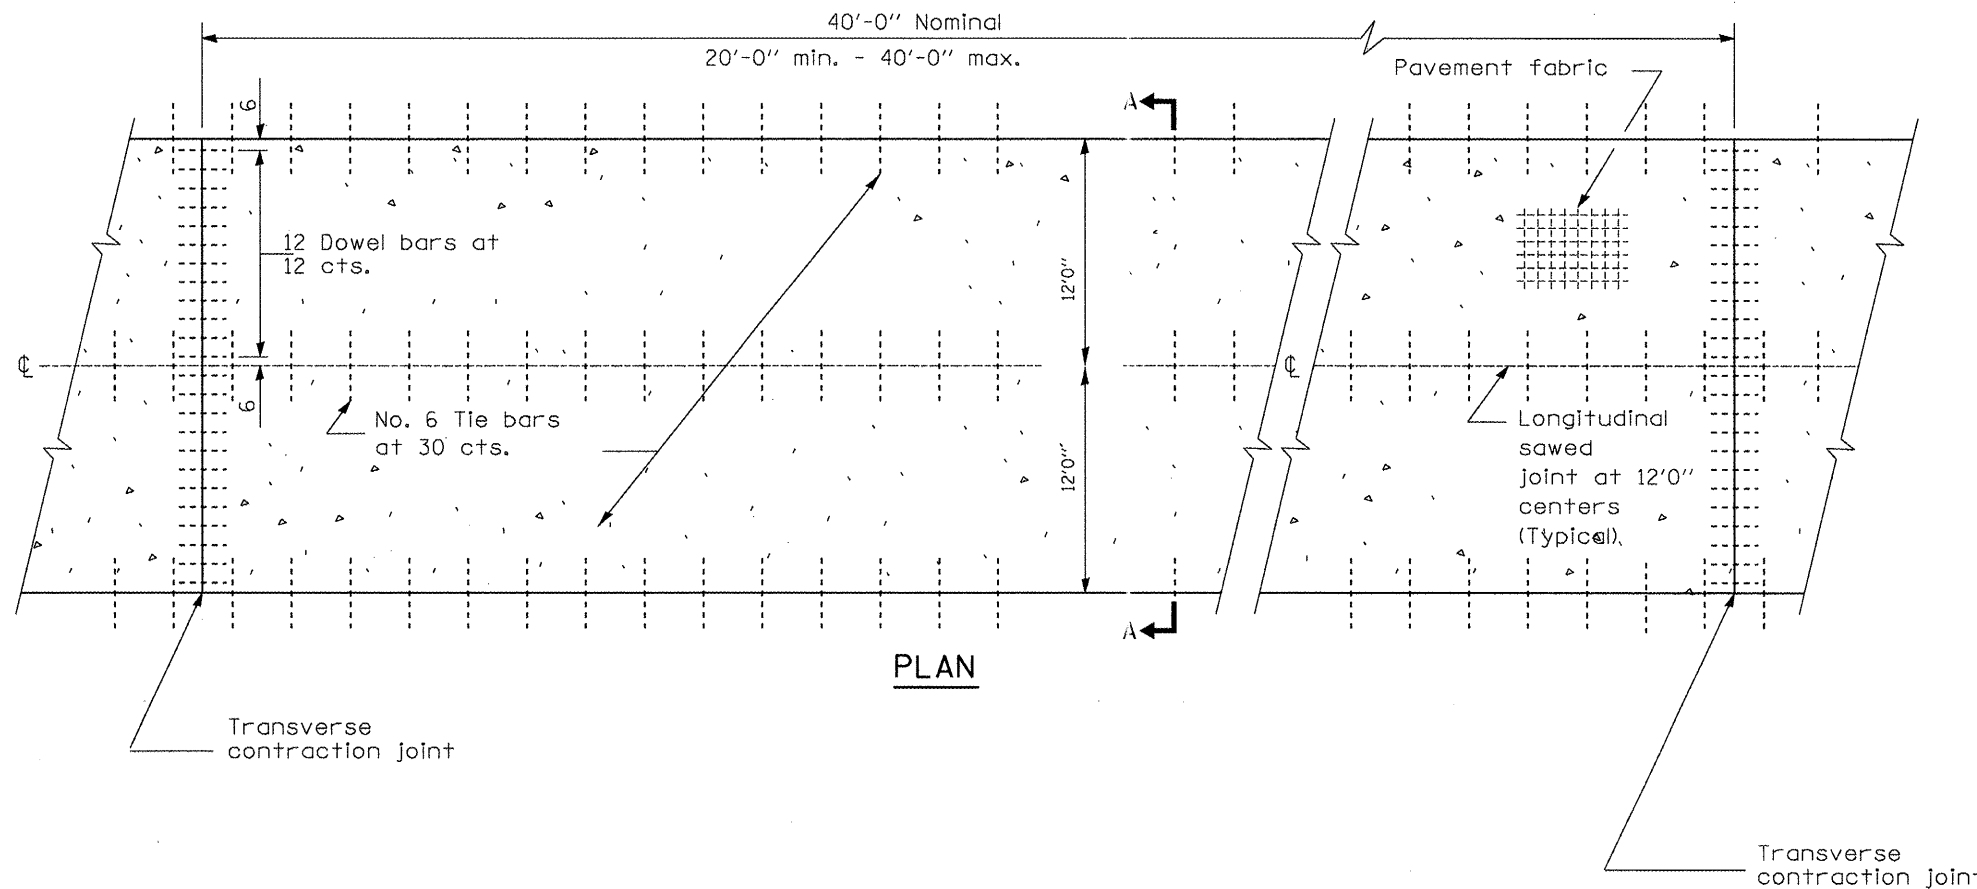 40'-0" Nominal
20'-0" min. - 40'-0" max.
Pavement fabric
A
6
12 Dowel bars at
12 cts.
12'0"
℄
℄
6
No. 6 Tie bars
at 30 cts.
12'0"
Longitudinal
sawed
joint at 12'0"
centers
(Typical).
A
PLAN
Transverse
contraction joint
Transverse
contraction joint